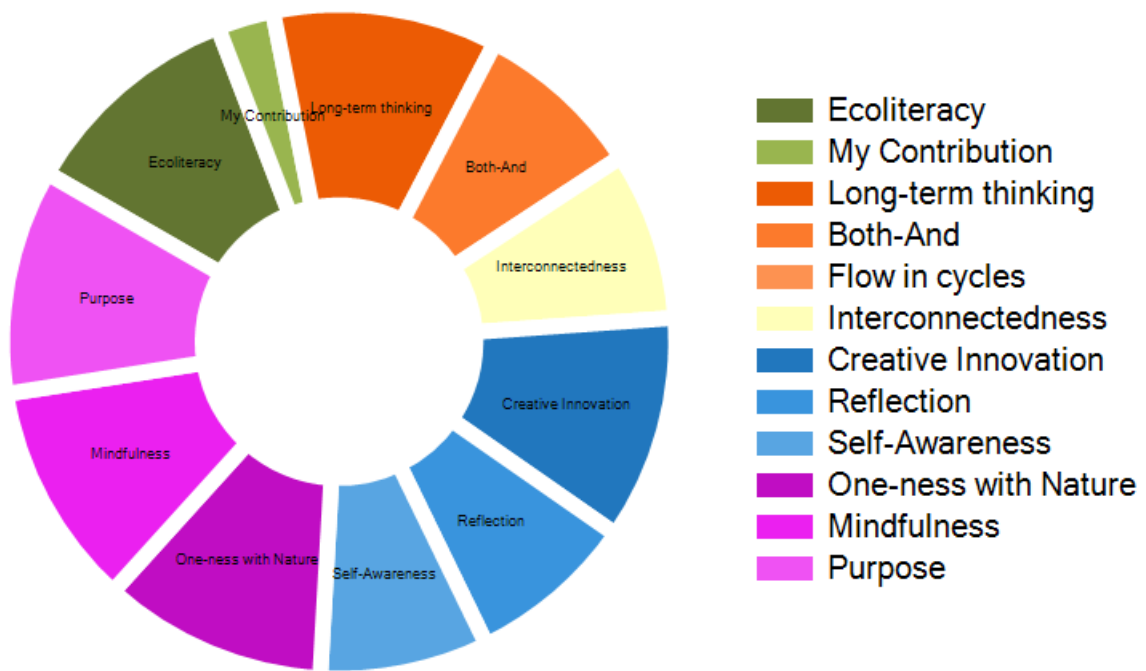 My Contribution
Long-term thinking
Both-And
Ecoliteracy
Interconnectedness
Purpose
Creative Innovation
Mindfulness
Reflection
One-ness with Nature
Self-Awareness
Ecoliteracy
My Contribution
Long-term thinking
Both-And
Flow in cycles
Interconnectedness
Creative Innovation
Reflection
Self-Awareness
One-ness with Nature
Mindfulness
Purpose